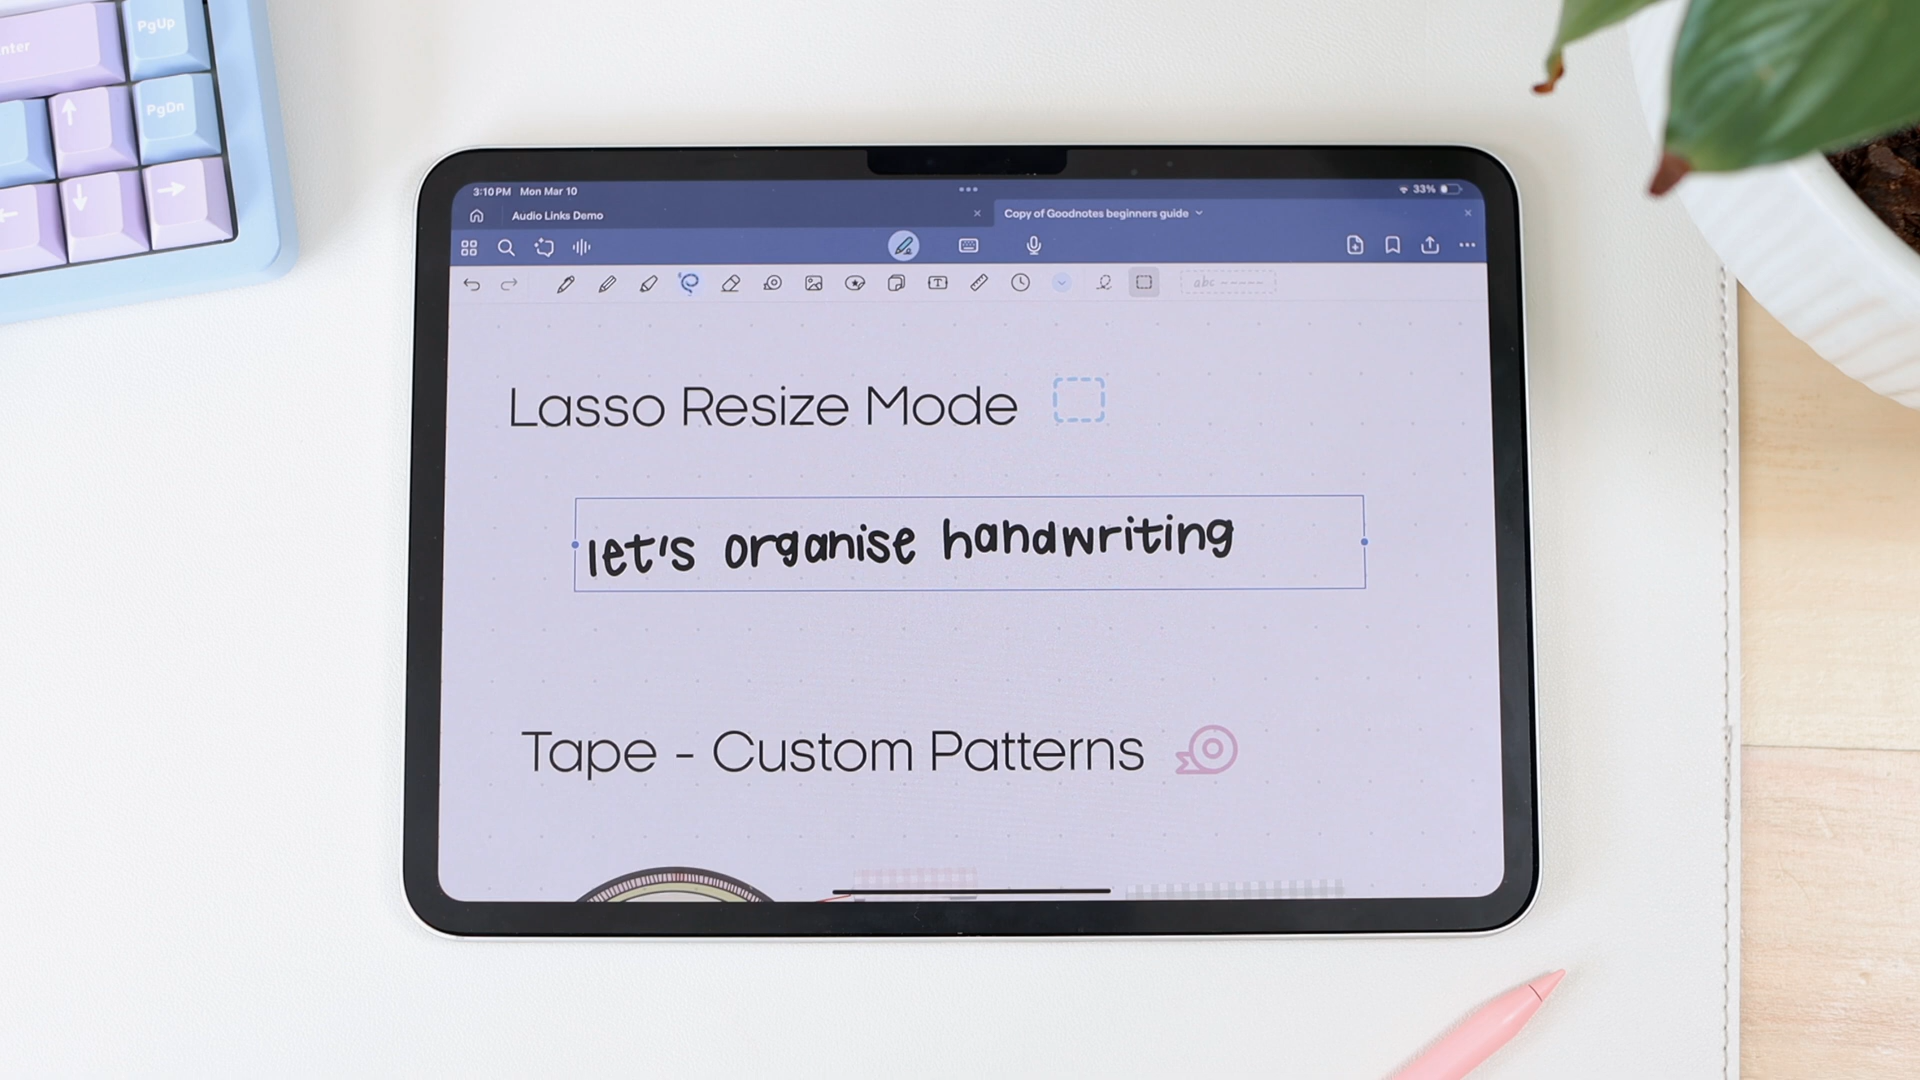 nter
PgUp
PgDn
3:10 PM Mon Mar 10
33%
Audio Links Demo
Copy of Goodnotes beginners guide
T
abc
Lasso Resize Mode
let's organise handwriting
Tape - Custom Patterns